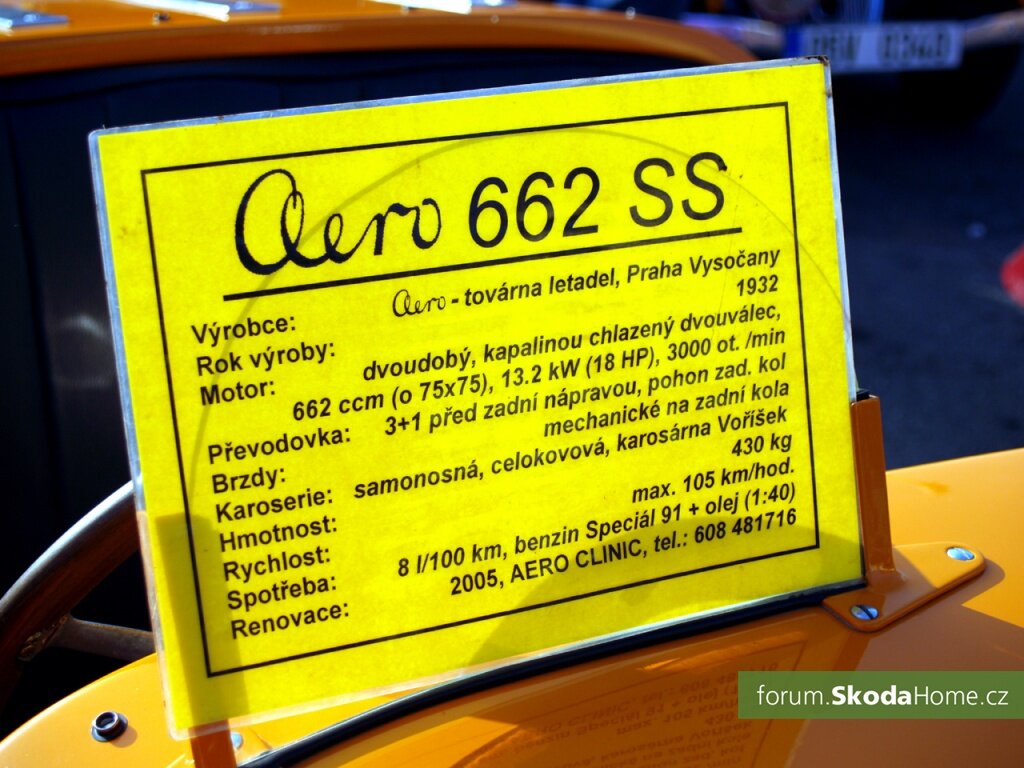 Aero 662 SS
Výrobce: Aero - továrna letadel, Praha Vysočany
Rok výroby: 1932
Motor: dvoudobý, kapalinou chlazený dvouválec,
662 ccm (o 75x75), 13.2 kW (18 HP), 3000 ot. /min
Převodovka: 3+1 před zadní nápravou, pohon zad. kol
Brzdy: mechanické na zadní kola
Karoserie: samonosná, celokovová, karosárna Voříšek
Hmotnost: 430 kg
Rychlost: max. 105 km/hod.
Spotřeba: 8 l/100 km, benzin Speciál 91 + olej (1:40)
Renovace: 2005, AERO CLINIC, tel.: 608 481716
forum.SkodaHome.cz